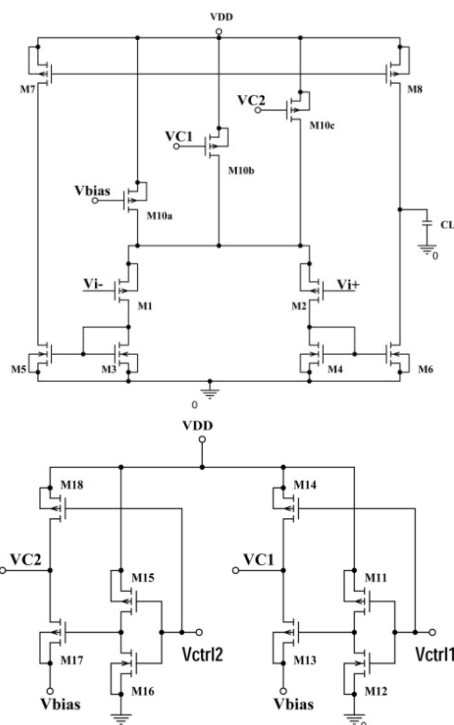 VDD
M7
M8
VC2
M10c
VC1
M10b
Vbias
M10a
CL
0
Vi-
M1
M2
Vi+
M5
M3
M4
M6
0
VDD
M18
M14
VC2
M15
VC1
M11
Vctrl2
Vctrl1
M17
M16
M13
M12
Vbias
Vbias
0